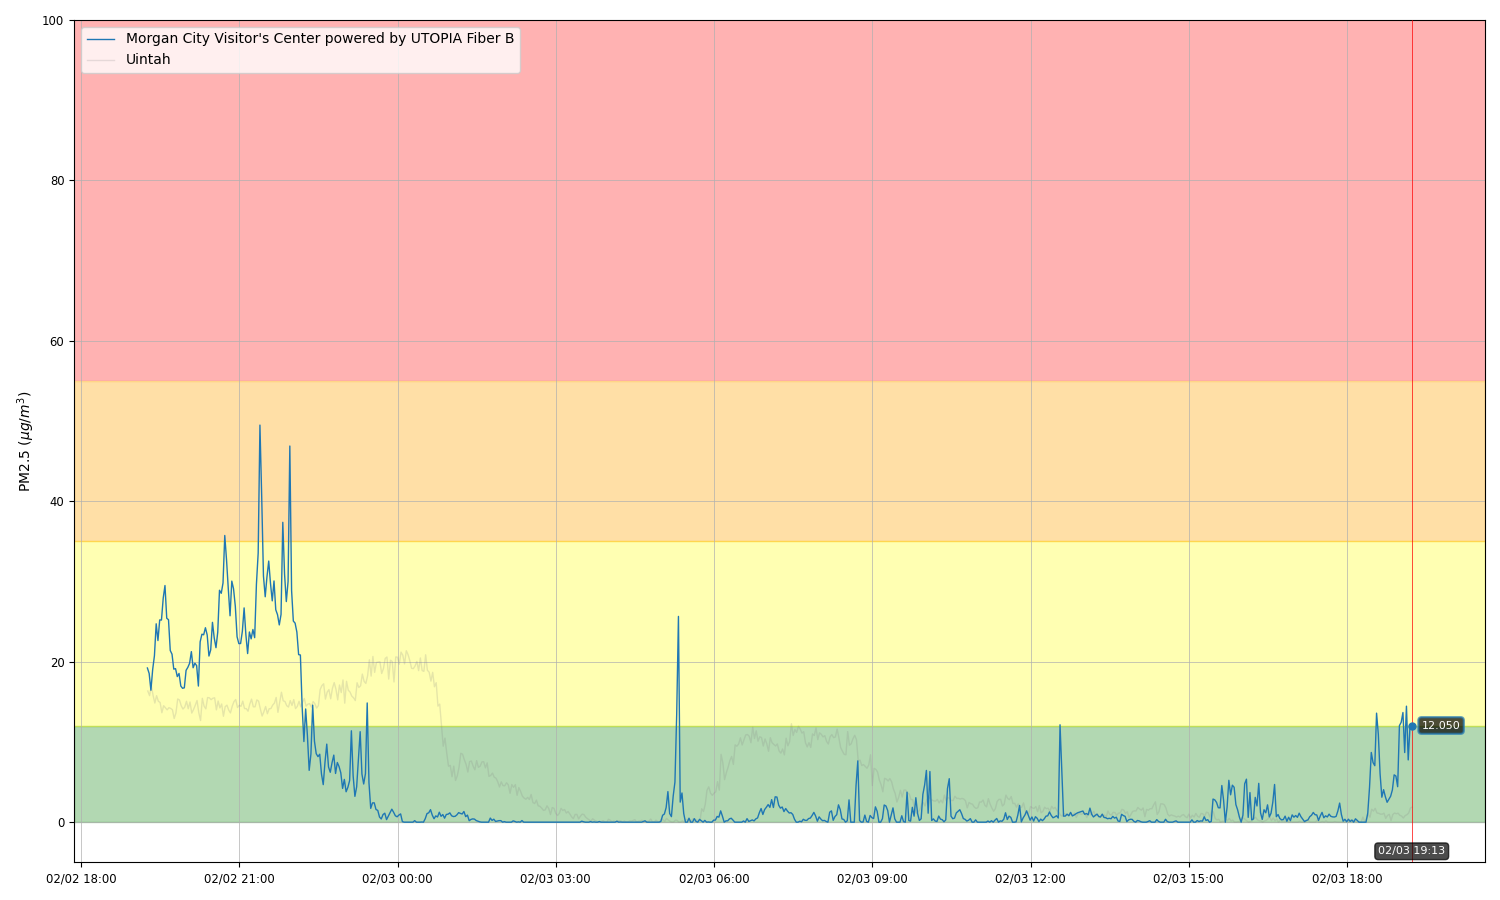 100
Morgan City Visitor's Center powered by UTOPIA Fiber B
Uintah
80
60
PM2.5 (μg/m³)
40
20
12.050
0
02/03 19:13
02/02 18:00 02/02 21:00 02/03 00:00 02/03 03:00 02/03 06:00 02/03 09:00 02/03 12:00 02/03 15:00 02/03 18:00